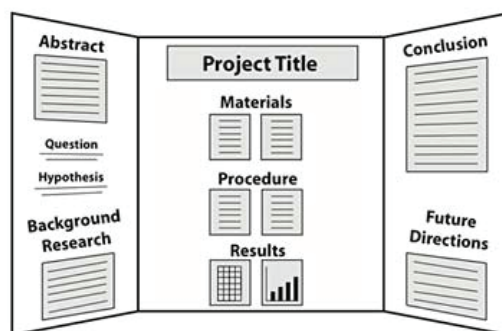 Abstract
Question
Hypothesis
Background
Research
Project Title
Materials
Procedure
Results
Conclusion
Future
Directions